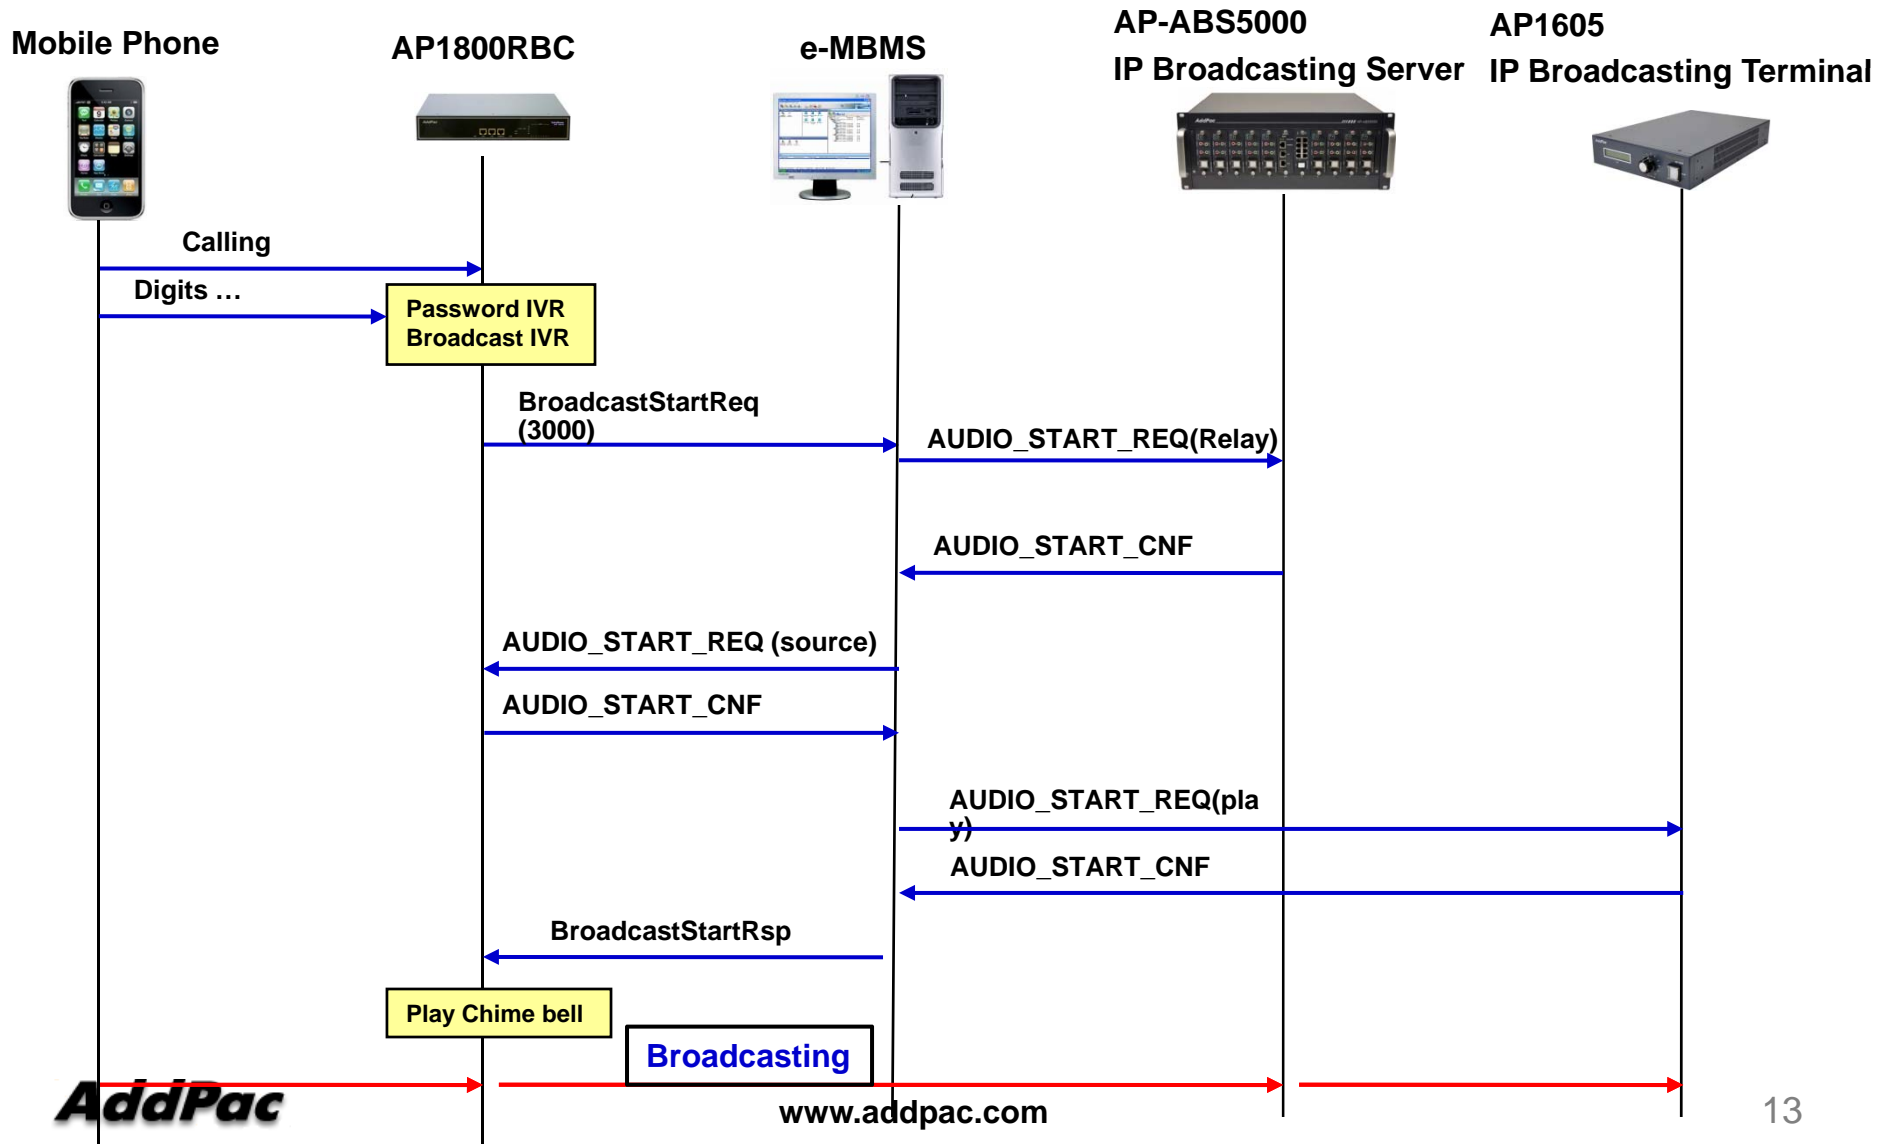 Mobile Phone
AP1800RBC
e-MBMS
AP-ABS5000
IP Broadcasting Server
AP1605
IP Broadcasting Terminal
Calling
Digits …
Password IVR
Broadcast IVR
BroadcastStartReq
(3000)
AUDIO_START_REQ(Relay)
AUDIO_START_CNF
AUDIO_START_REQ (source)
AUDIO_START_CNF
AUDIO_START_REQ(pla
y)
AUDIO_START_CNF
BroadcastStartRsp
Play Chime bell
Broadcasting
AddPac
www.addpac.com
13